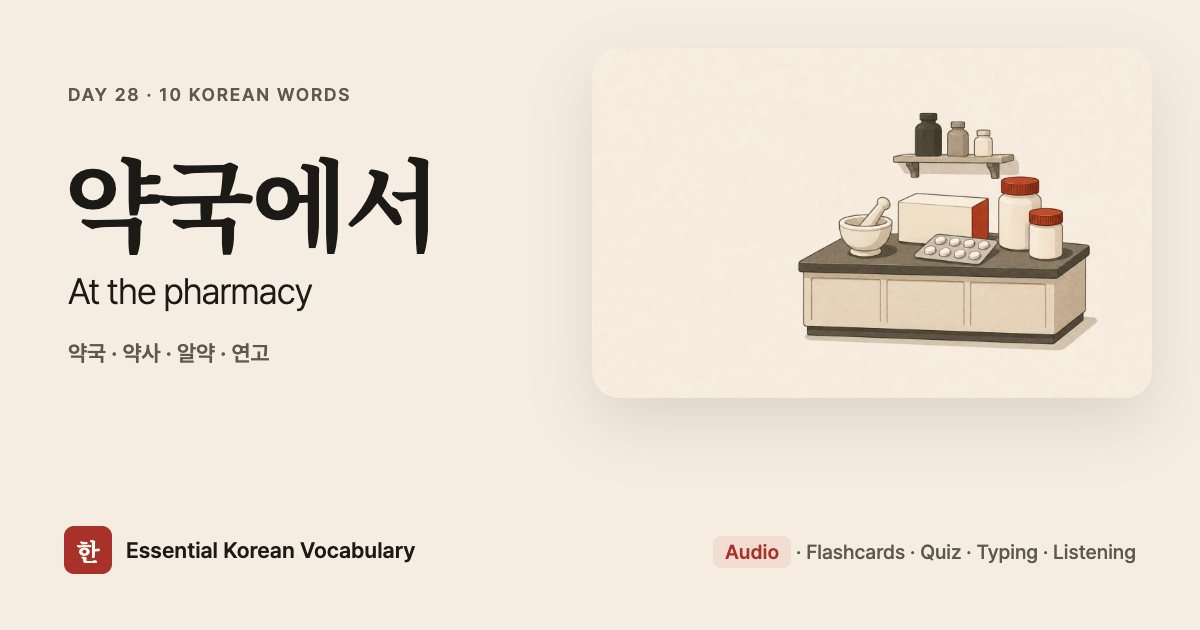 DAY 28 · 10 KOREAN WORDS
약국에서
At the pharmacy
약국 · 약사 · 알약 · 연고
한 Essential Korean Vocabulary
Audio · Flashcards · Quiz · Typing · Listening